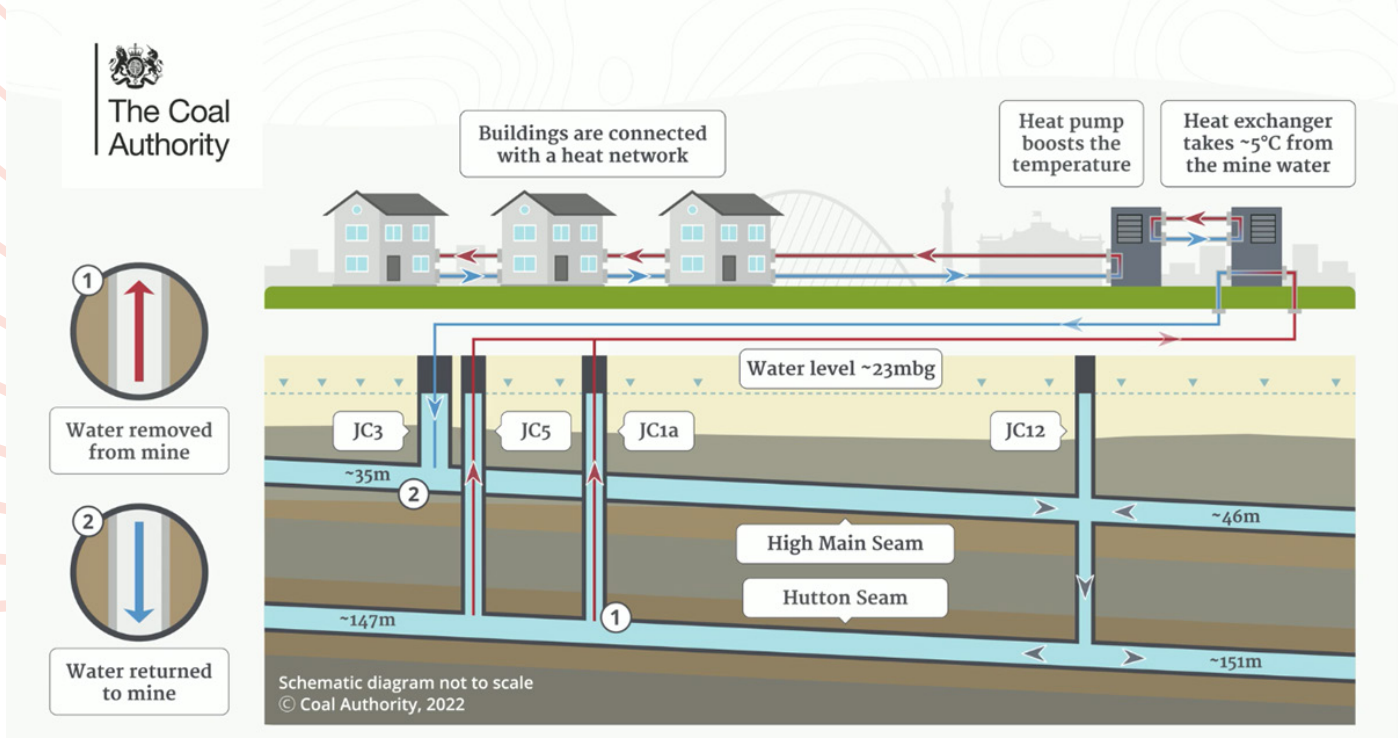 The Coal
Authority
Buildings are connected
with a heat network
Heat pump
boosts the
temperature
Heat exchanger
takes ~5°C from
the mine water
1
Water removed
from mine
2
Water returned
to mine
Water level ~23mbg
JC3
JC5
JC1a
JC12
~35m
2
~46m
High Main Seam
Hutton Seam
1
~147m
~151m
Schematic diagram not to scale
© Coal Authority, 2022